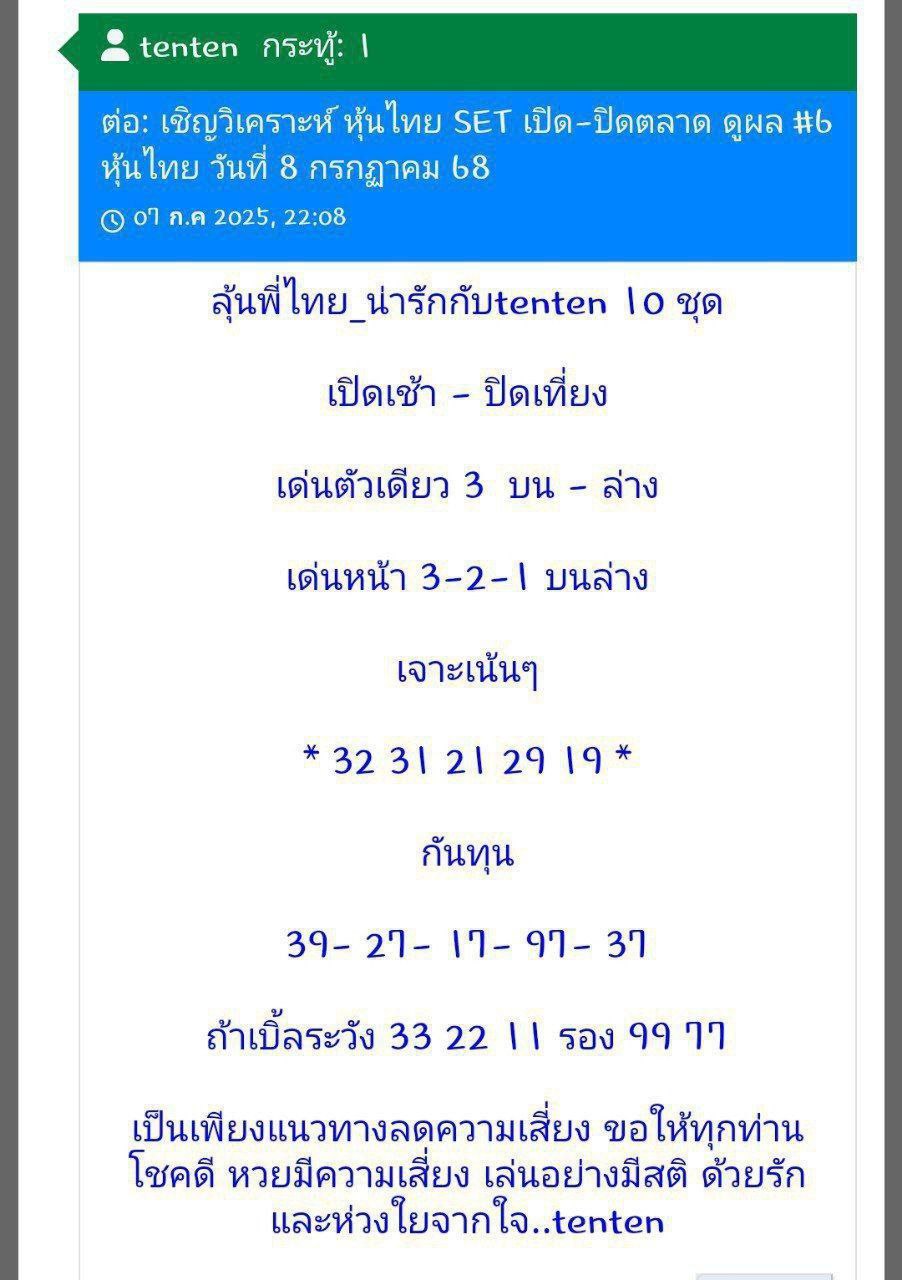 tenten กระทู้: 1
ต่อ: เชิญวิเคราะห์ หุ้นไทย SET เปิด-ปิดตลาด ดูผล #6
หุ้นไทย วันที่ 8 กรกฏาคม 68
07 ก.ค 2025, 22:08
ลุ้นพี่ไทย_น่ารักกับtenten 10 ชุด
เปิดเช้า - ปิดเที่ยง
เด่นตัวเดียว 3 บน - ล่าง
เด่นหน้า 3-2-1 บนล่าง
เจาะเน้นๆ
* 32 31 21 29 19 *
กันทุน
39- 27- 17- 97- 37
ถ้าเบิ้ลระวัง 33 22 11 รอง 99 77
เป็นเพียงแนวทางลดความเสี่ยง ขอให้ทุกท่าน
โชคดี หวยมีความเสี่ยง เล่นอย่างมีสติ ด้วยรัก
และห่วงใยจากใจ..tenten